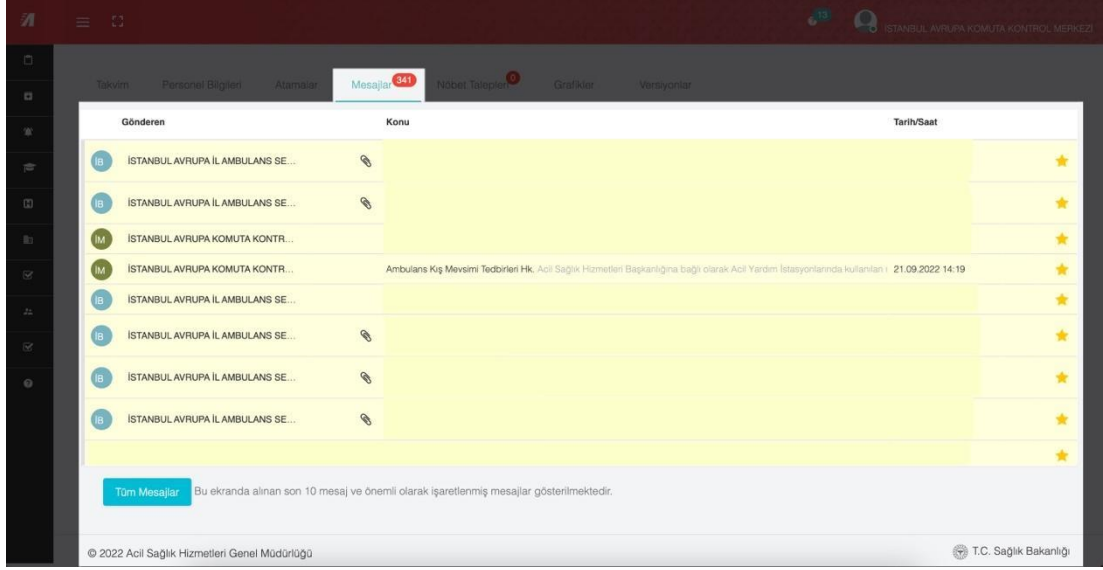 13
İSTANBUL AVRUPA KOMUTA KONTROL MERKEZİ
Takvim Personel Bilgileri Atamalar Mesajlar 341 Nöbet Talepleri 0 Grafikler Versiyonlar
Gönderen Konu Tarih/Saat
İB İSTANBUL AVRUPA İL AMBULANS SE...
İB İSTANBUL AVRUPA İL AMBULANS SE...
İM İSTANBUL AVRUPA KOMUTA KONTR...
İM İSTANBUL AVRUPA KOMUTA KONTR... Ambulans Kış Mevsimi Tedbirleri Hk. Acil Sağlık Hizmetleri Başkanlığına bağlı olarak Acil Yardım İstasyonlarında kullanılan 21.09.2022 14:19
İB İSTANBUL AVRUPA İL AMBULANS SE...
İB İSTANBUL AVRUPA İL AMBULANS SE...
İB İSTANBUL AVRUPA İL AMBULANS SE...
İB İSTANBUL AVRUPA İL AMBULANS SE...
Tüm Mesajlar Bu ekranda alınan son 10 mesaj ve önemli olarak işaretlenmiş mesajlar gösterilmektedir.
© 2022 Acil Sağlık Hizmetleri Genel Müdürlüğü T.C. Sağlık Bakanlığı